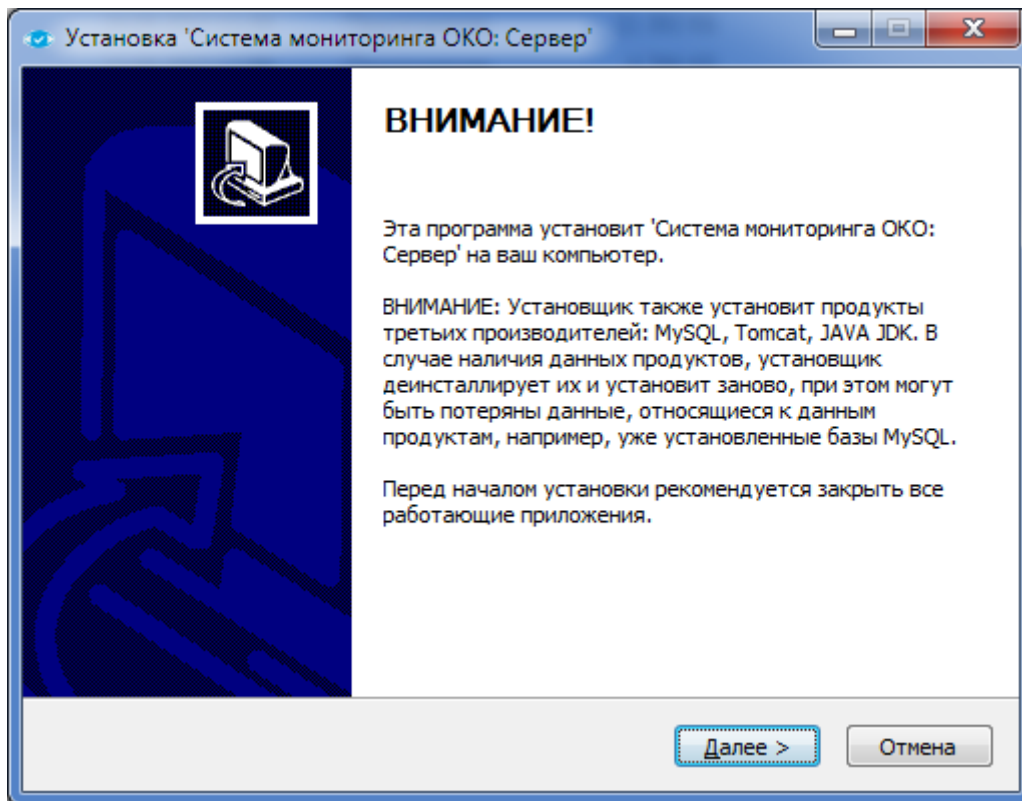 Установка 'Система мониторинга ОКО: Сервер'
ВНИМАНИЕ!
Эта программа установит 'Система мониторинга ОКО:
Сервер' на ваш компьютер.
ВНИМАНИЕ: Установщик также установит продукты
третьих производителей: MySQL, Tomcat, JAVA JDK. В
случае наличия данных продуктов, установщик
деинсталлирует их и установит заново, при этом могут
быть потеряны данные, относящиеся к данным
продуктам, например, уже установленные базы MySQL.
Перед началом установки рекомендуется закрыть все
работающие приложения.
Далее >
Отмена